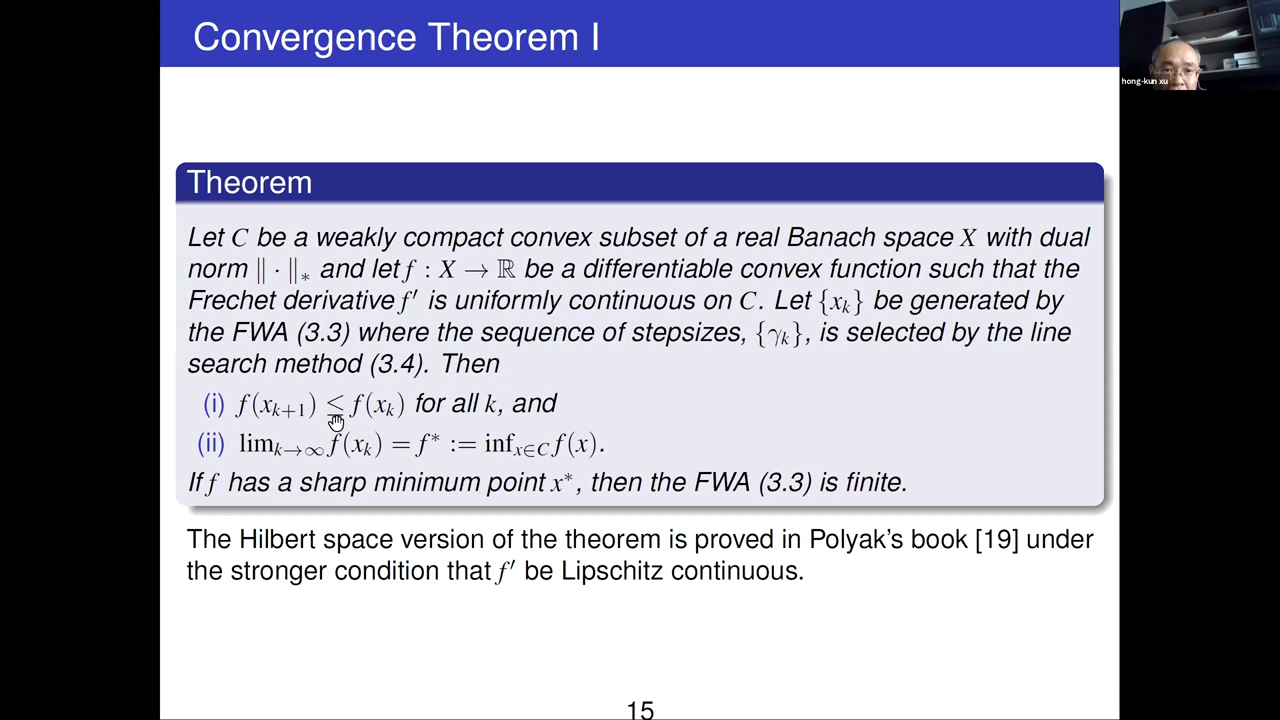 Convergence Theorem I
hong-kun xu
Theorem
Let C be a weakly compact convex subset of a real Banach space X with dual
norm ‖ · ‖∗ and let f : X → ℝ be a differentiable convex function such that the
Frechet derivative f′ is uniformly continuous on C. Let {xₖ} be generated by
the FWA (3.3) where the sequence of stepsizes, {γₖ}, is selected by the line
search method (3.4). Then
(i) f(xₖ₊₁) ≤ f(xₖ) for all k, and
(ii) limₖ→∞ f(xₖ) = f* := inf_{x∈C} f(x).
If f has a sharp minimum point x*, then the FWA (3.3) is finite.
The Hilbert space version of the theorem is proved in Polyak's book [19] under
the stronger condition that f′ be Lipschitz continuous.
15